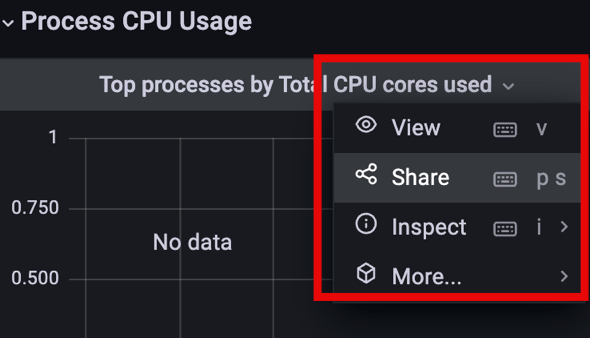 Process CPU Usage
Top processes by Total CPU cores used
1
View v
Share p s
0.750
Inspect i
No data
0.500
More...